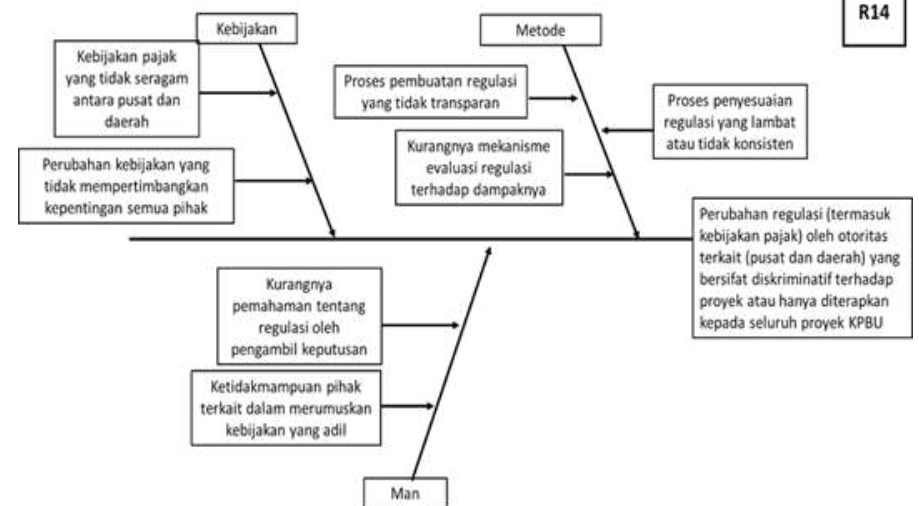 R14
Kebijakan
Metode
Kebijakan pajak
yang tidak seragam
antara pusat dan
daerah
Perubahan kebijakan yang
tidak mempertimbangkan
kepentingan semua pihak
Proses pembuatan regulasi
yang tidak transparan
Kurangnya mekanisme
evaluasi regulasi
terhadap dampaknya
Proses penyesuaian
regulasi yang lambat
atau tidak konsisten
Perubahan regulasi (termasuk
kebijakan pajak) oleh otoritas
terkait (pusat dan daerah) yang
bersifat diskriminatif terhadap
proyek atau hanya diterapkan
kepada seluruh proyek KPBU
Kurangnya
pemahaman tentang
regulasi oleh
pengambil keputusan
Ketidakmampuan pihak
terkait dalam merumuskan
kebijakan yang adil
Man